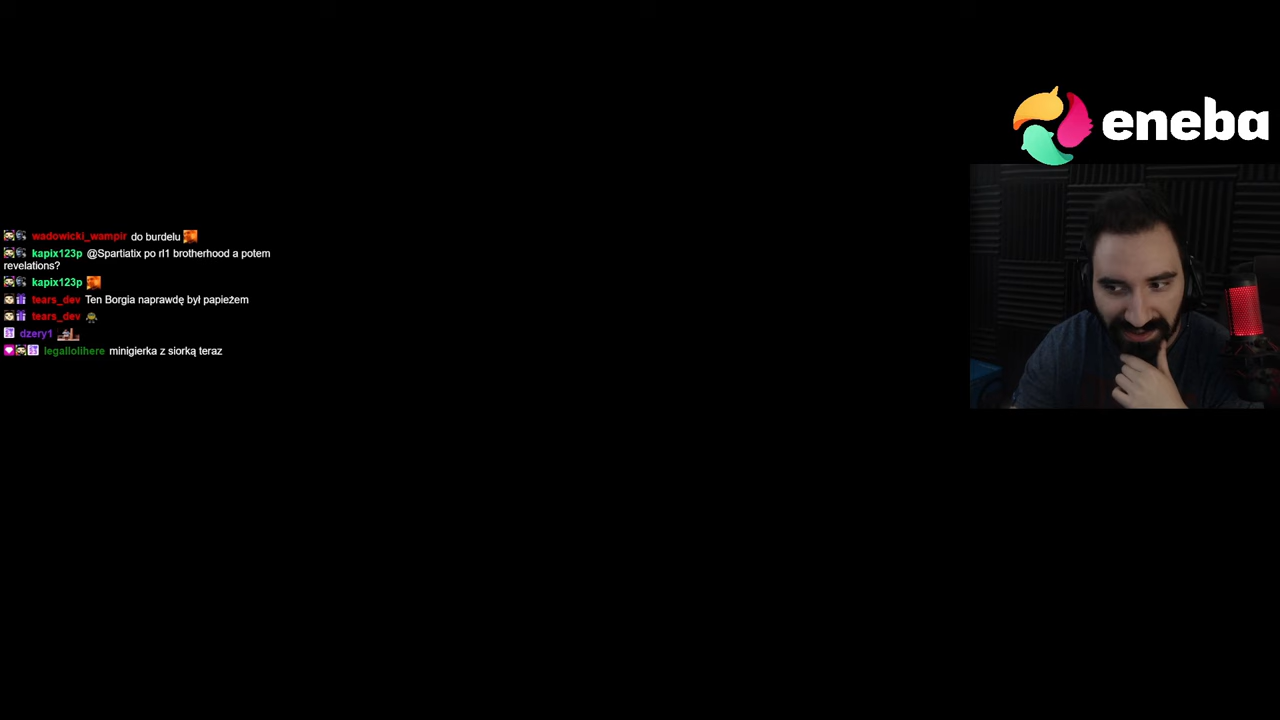 eneba
wadowicki_wampir do burdelu
kapix123p @Spartiatix po rl1 brotherhood a potem
revelations?
kapix123p
tears_dev Ten Borgia naprawdę był papieżem
tears_dev
dzery1
legallolihere minigierka z siorką teraz